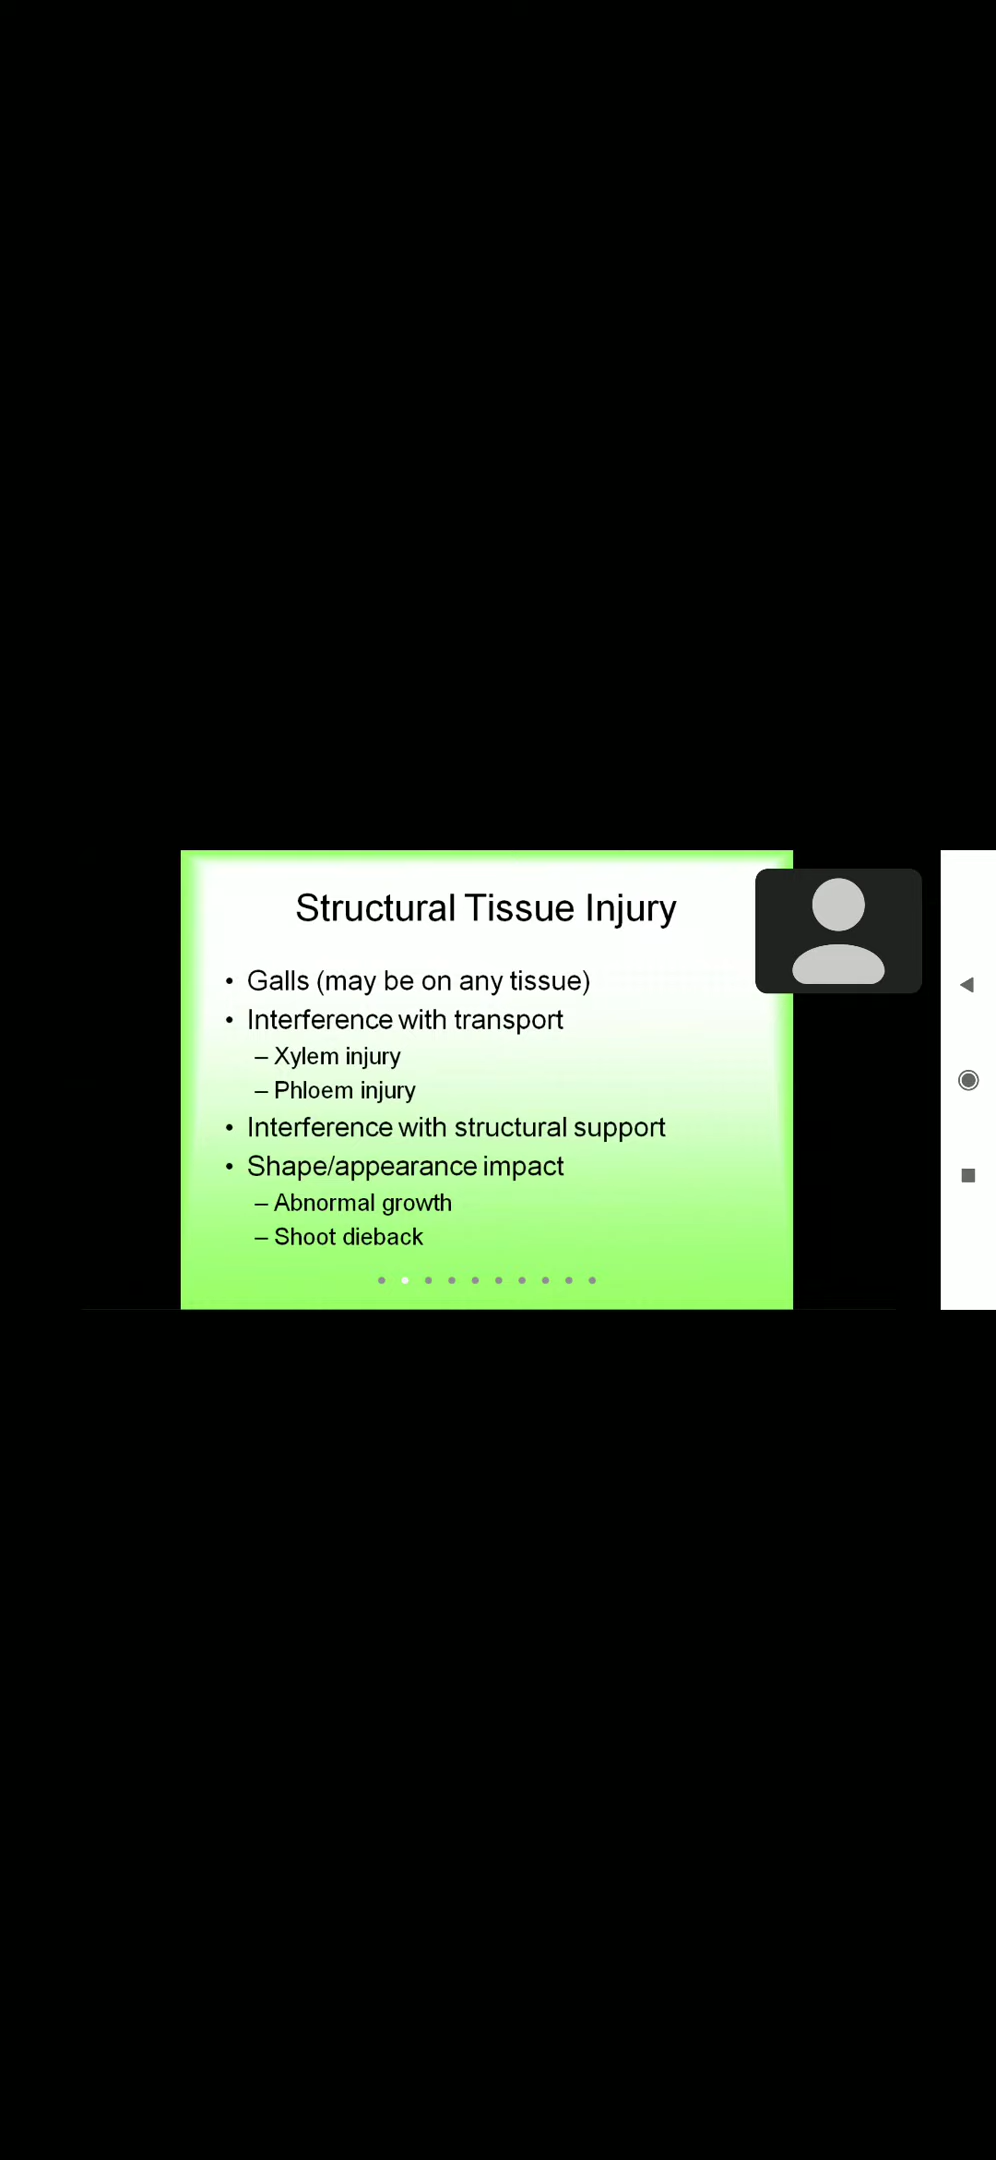 Structural Tissue Injury
• Galls (may be on any tissue)
• Interference with transport
– Xylem injury
– Phloem injury
• Interference with structural support
• Shape/appearance impact
– Abnormal growth
– Shoot dieback